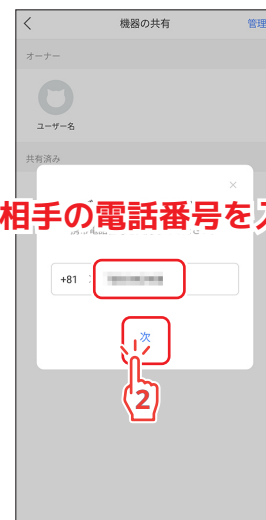 機器の共有
管理
オーナー
ユーザー名
共有済み
相手の電話番号を
+81
次
2